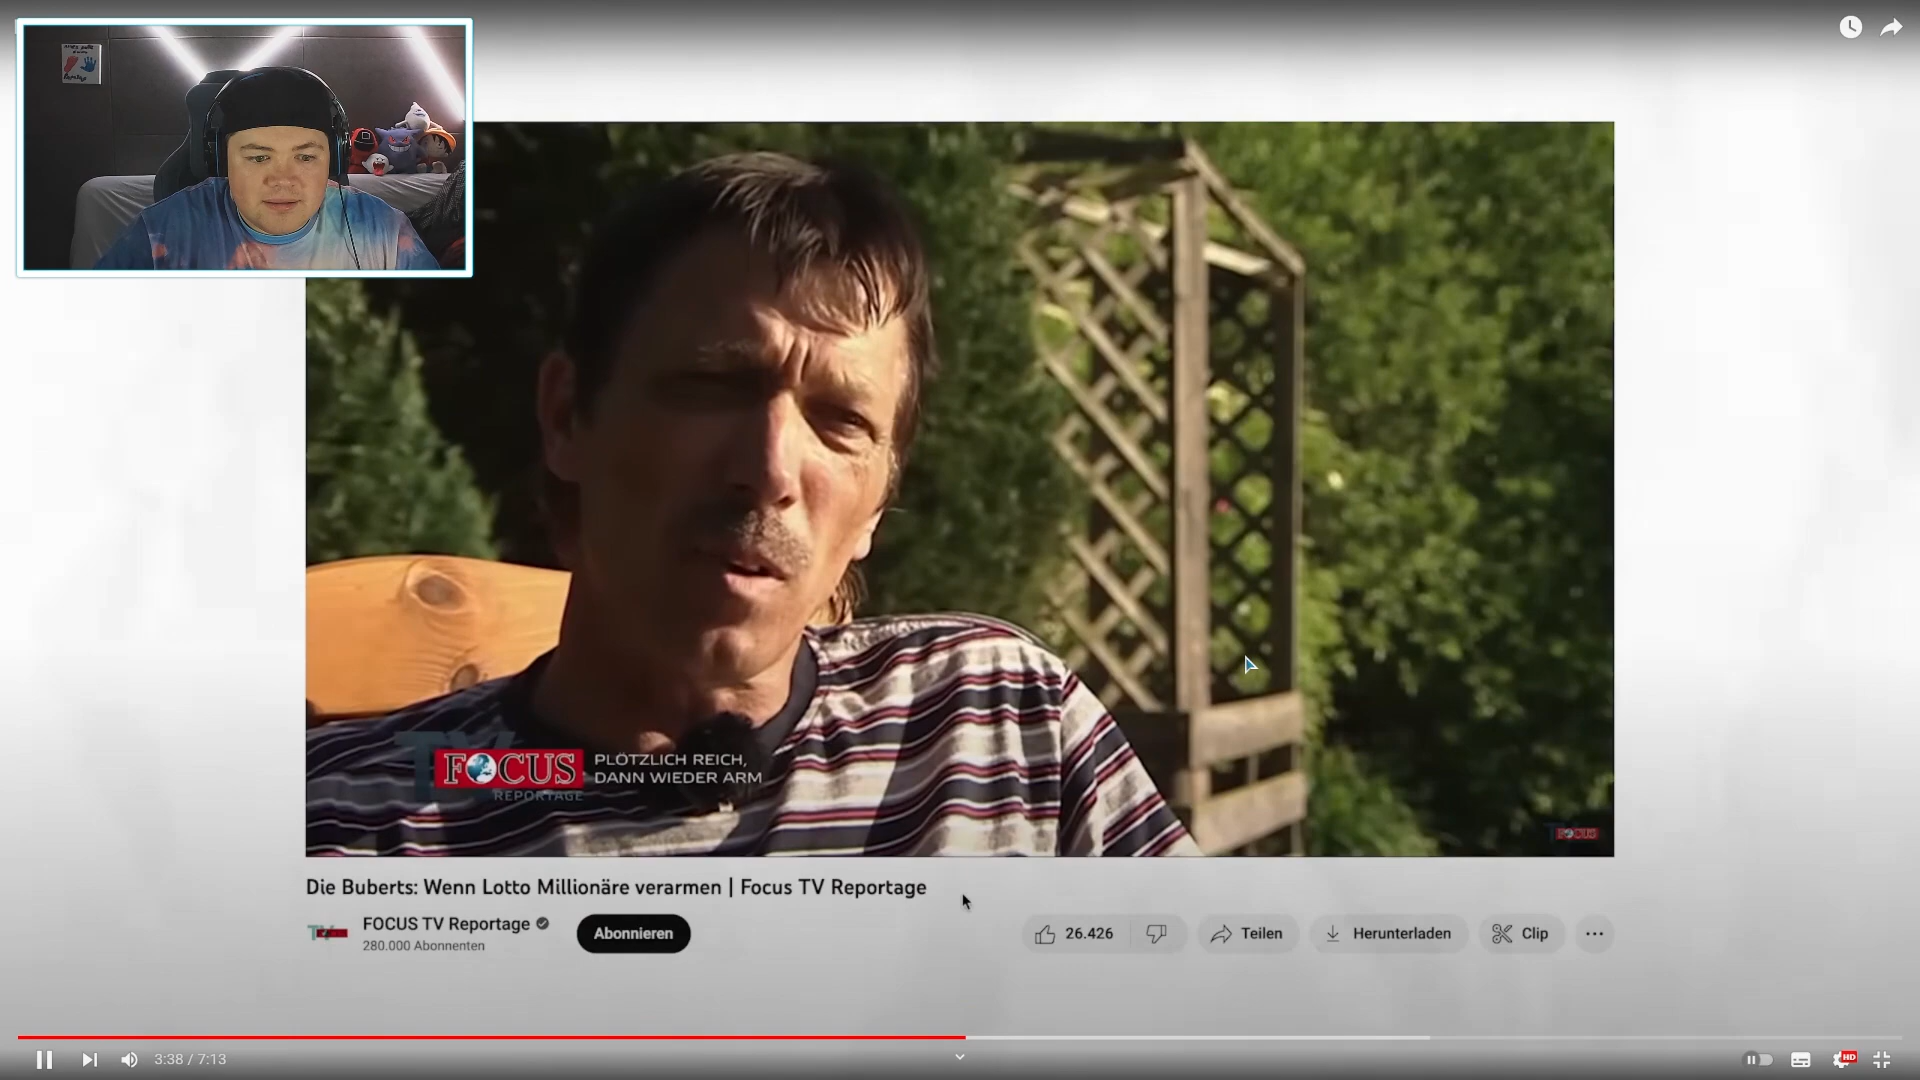 FOCUS
REPORTAGE
PLÖTZLICH REICH,
DANN WIEDER ARM
FOCUS
Die Buberts: Wenn Lotto Millionäre verarmen | Focus TV Reportage
FOCUS TV Reportage
280.000 Abonnenten
Abonnieren
26.426
Teilen
Herunterladen
Clip
3:38 / 7:13
HD